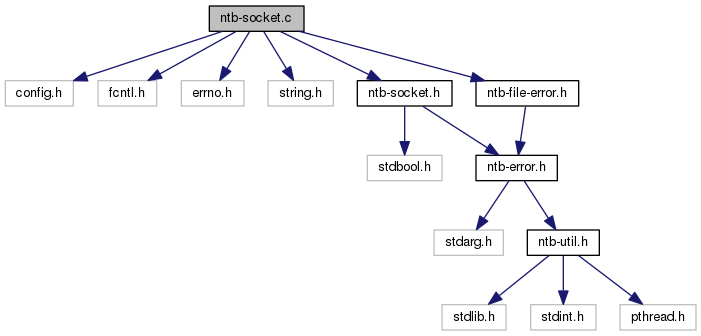 ntb-socket.c
config.h
fcntl.h
errno.h
string.h
ntb-socket.h
ntb-file-error.h
stdbool.h
ntb-error.h
stdarg.h
ntb-util.h
stdlib.h
stdint.h
pthread.h